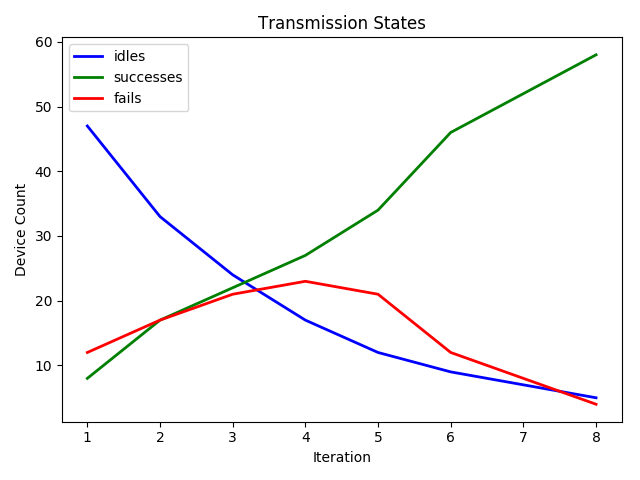 Transmission States
idles
successes
fails
60
50
40
30
20
10
Device Count
1 2 3 4 5 6 7 8
Iteration